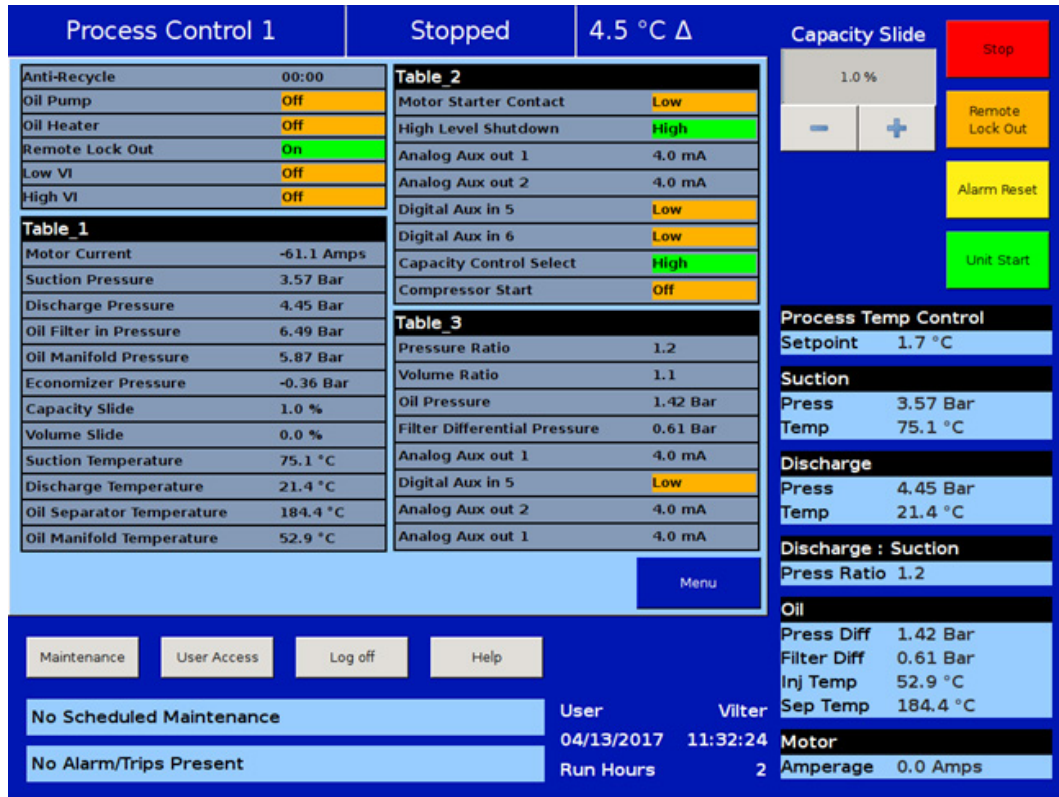 Process Control 1 Stopped 4.5 °C Δ
Anti-Recycle 00:00
Oil Pump Off
Oil Heater Off
Remote Lock Out On
Low VI Off
High VI Off
Table_1
Motor Current -61.1 Amps
Suction Pressure 3.57 Bar
Discharge Pressure 4.45 Bar
Oil Filter in Pressure 6.49 Bar
Oil Manifold Pressure 5.87 Bar
Economizer Pressure -0.36 Bar
Capacity Slide 1.0 %
Volume Slide 0.0 %
Suction Temperature 75.1 °C
Discharge Temperature 21.4 °C
Oil Separator Temperature 184.4 °C
Oil Manifold Temperature 52.9 °C
Table_2
Motor Starter Contact Low
High Level Shutdown High
Analog Aux out 1 4.0 mA
Analog Aux out 2 4.0 mA
Digital Aux in 5 Low
Digital Aux in 6 Low
Capacity Control Select High
Compressor Start Off
Table_3
Pressure Ratio 1.2
Volume Ratio 1.1
Oil Pressure 1.42 Bar
Filter Differential Pressure 0.61 Bar
Analog Aux out 1 4.0 mA
Digital Aux in 5 Low
Analog Aux out 2 4.0 mA
Analog Aux out 1 4.0 mA
Menu
Maintenance User Access Log off Help
No Scheduled Maintenance
No Alarm/Trips Present
User Vilter
04/13/2017 11:32:24
Run Hours 2
Capacity Slide
1.0 %
− +
Stop
Remote
Lock Out
Alarm Reset
Unit Start
Process Temp Control
Setpoint 1.7 °C
Suction
Press 3.57 Bar
Temp 75.1 °C
Discharge
Press 4.45 Bar
Temp 21.4 °C
Discharge : Suction
Press Ratio 1.2
Oil
Press Diff 1.42 Bar
Filter Diff 0.61 Bar
Inj Temp 52.9 °C
Sep Temp 184.4 °C
Motor
Amperage 0.0 Amps